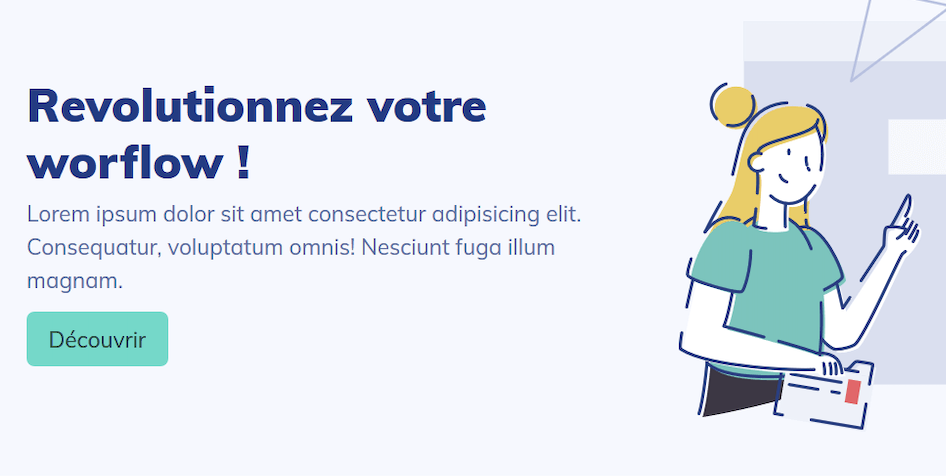 Revolutionnez votre
worflow !
Lorem ipsum dolor sit amet consectetur adipisicing elit.
Consequatur, voluptatum omnis! Nesciunt fuga illum
magnam.
Découvrir